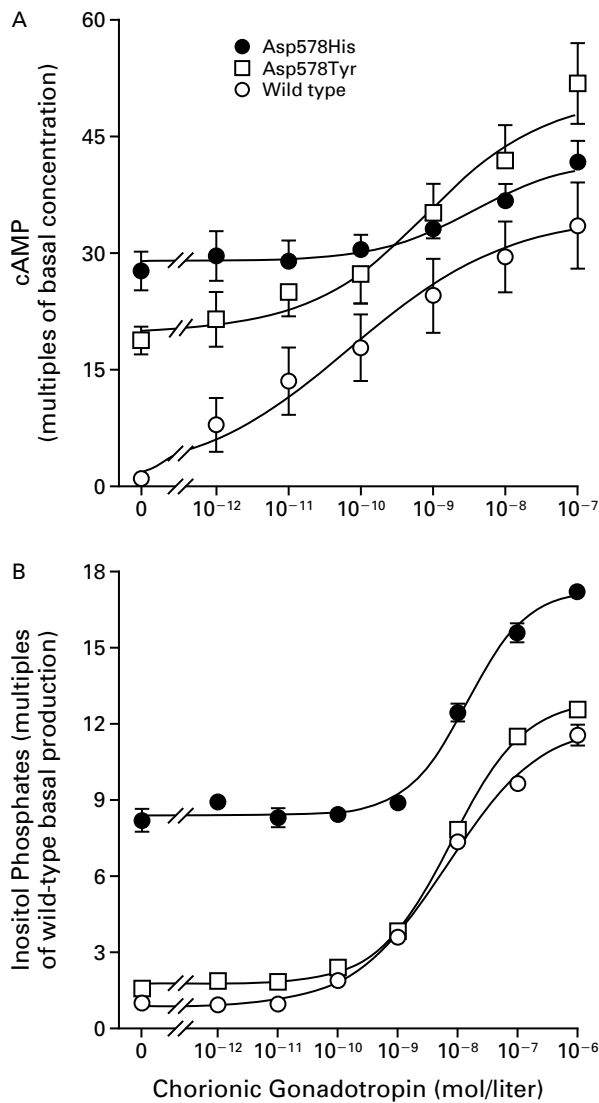 A
60
45
30
15
0
cAMP
(multiples of basal concentration)
Asp578His
Asp578Tyr
Wild type
0 10⁻¹² 10⁻¹¹ 10⁻¹⁰ 10⁻⁹ 10⁻⁸ 10⁻⁷
B
18
15
12
9
6
3
0
Inositol Phosphates (multiples
of wild-type basal production)
0 10⁻¹² 10⁻¹¹ 10⁻¹⁰ 10⁻⁹ 10⁻⁸ 10⁻⁷ 10⁻⁶
Chorionic Gonadotropin (mol/liter)